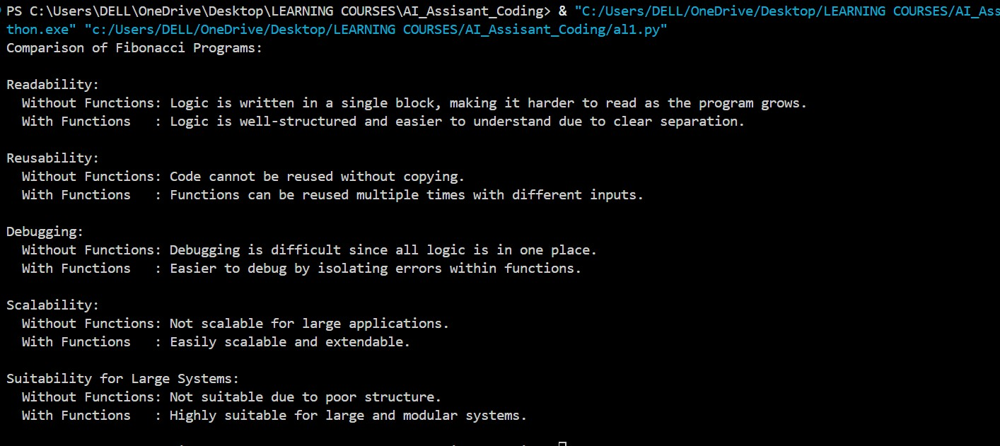 PS C:\Users\DELL\OneDrive\Desktop\LEARNING COURSES\AI_Assisant_Coding> & "C:/Users/DELL/OneDrive/Desktop/LEARNING COURSES/AI_Ass
thon.exe" "c:/Users/DELL/OneDrive/Desktop/LEARNING COURSES/AI_Assisant_Coding/al1.py"
Comparison of Fibonacci Programs:
Readability:
Without Functions: Logic is written in a single block, making it harder to read as the program grows.
With Functions   : Logic is well-structured and easier to understand due to clear separation.
Reusability:
Without Functions: Code cannot be reused without copying.
With Functions   : Functions can be reused multiple times with different inputs.
Debugging:
Without Functions: Debugging is difficult since all logic is in one place.
With Functions   : Easier to debug by isolating errors within functions.
Scalability:
Without Functions: Not scalable for large applications.
With Functions   : Easily scalable and extendable.
Suitability for Large Systems:
Without Functions: Not suitable due to poor structure.
With Functions   : Highly suitable for large and modular systems.